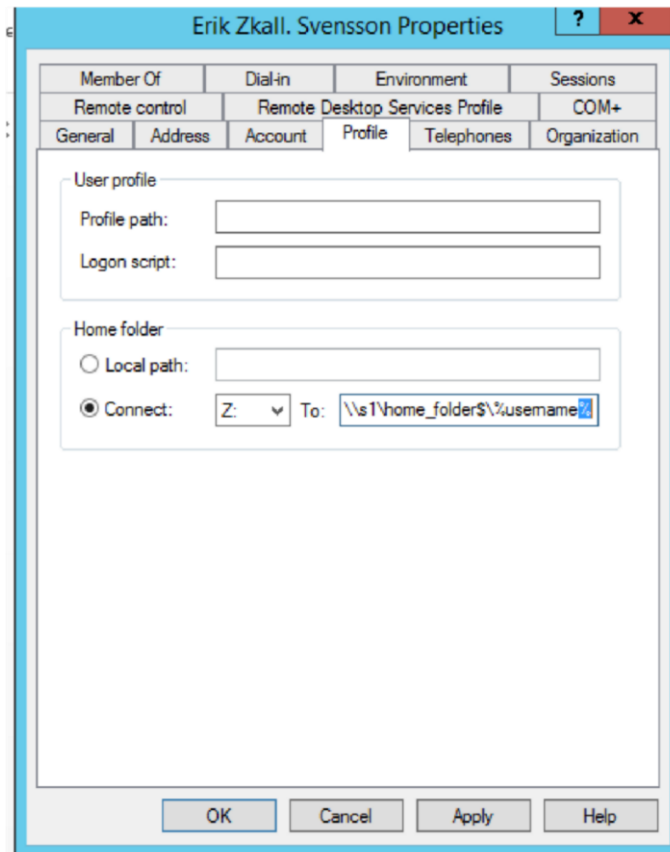 Erik Zkall. Svensson Properties
? x
Member Of Dial-in Environment Sessions
Remote control Remote Desktop Services Profile COM+
General Address Account Profile Telephones Organization
User profile
Profile path:
Logon script:
Home folder
Local path:
Connect: Z: To: \\s1\home_folder$\%username%
OK Cancel Apply Help